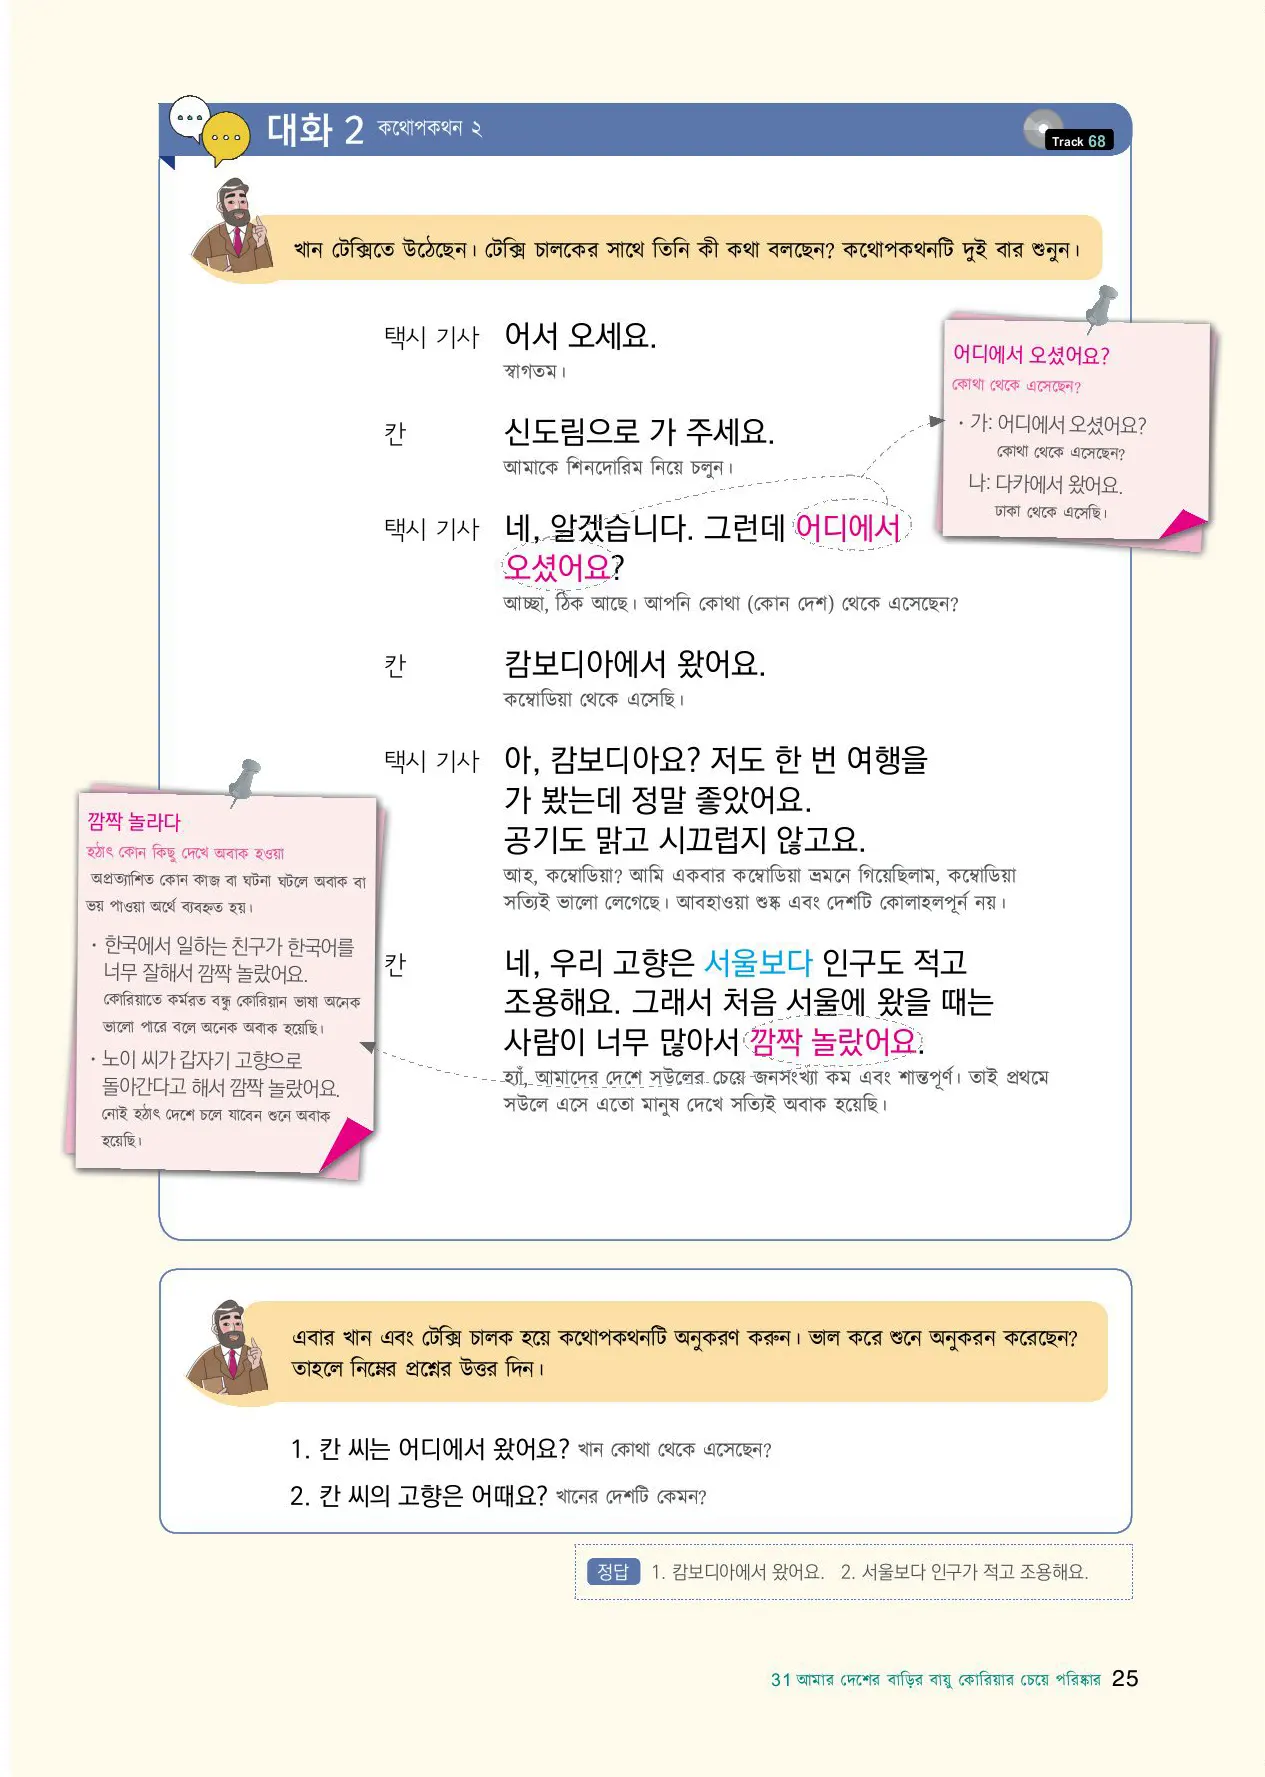 대화 2 কথোপকথন ২
Track 68
খান টেক্সিতে উঠেছেন। টেক্সি চালকের সাথে তিনি কী কথা বলছেন? কথোপকথনটি দুই বার শুনুন।
택시 기사 어서 오세요.
স্বাগতম।
칸 신도림으로 가 주세요.
আমাকে শিনদোরিম নিয়ে চলুন।
택시 기사 네, 알겠습니다. 그런데 어디에서
오셨어요?
আচ্ছা, ঠিক আছে। আপনি কোথা (কোন দেশ) থেকে এসেছেন?
칸 캄보디아에서 왔어요.
কম্বোডিয়া থেকে এসেছি।
택시 기사 아, 캄보디아요? 저도 한 번 여행을
가 봤는데 정말 좋았어요.
공기도 맑고 시끄럽지 않고요.
আহ, কম্বোডিয়া? আমি একবার কম্বোডিয়া ভ্রমনে গিয়েছিলাম, কম্বোডিয়া
সত্যিই ভালো লেগেছে। আবহাওয়া শুষ্ক এবং দেশটি কোলাহলপূর্ন নয়।
칸 네, 우리 고향은 서울보다 인구도 적고
조용해요. 그래서 처음 서울에 왔을 때는
사람이 너무 많아서 깜짝 놀랐어요.
হ্যাঁ, আমাদের দেশে সউলের চেয়ে জনসংখ্যা কম এবং শান্তপূর্ণ। তাই প্রথমে
সউলে এসে এতো মানুষ দেখে সত্যিই অবাক হয়েছি।
어디에서 오셨어요?
কোথা থেকে এসেছেন?
· 가: 어디에서 오셨어요?
কোথা থেকে এসেছেন?
나: 다카에서 왔어요.
ঢাকা থেকে এসেছি।
깜짝 놀라다
হঠাৎ কোন কিছু দেখে অবাক হওয়া
অপ্রত্যাশিত কোন কাজ বা ঘটনা ঘটলে অবাক বা
ভয় পাওয়া অর্থে ব্যবহৃত হয়।
· 한국에서 일하는 친구가 한국어를
너무 잘해서 깜짝 놀랐어요.
কোরিয়াতে কর্মরত বন্ধু কোরিয়ান ভাষা অনেক
ভালো পারে বলে অনেক অবাক হয়েছি।
· 노이 씨가 갑자기 고향으로
돌아간다고 해서 깜짝 놀랐어요.
নোই হঠাৎ দেশে চলে যাবেন শুনে অবাক
হয়েছি।
এবার খান এবং টেক্সি চালক হয়ে কথোপকথনটি অনুকরণ করুন। ভাল করে শুনে অনুকরন করেছেন?
তাহলে নিম্নের প্রশ্নের উত্তর দিন।
1. 칸 씨는 어디에서 왔어요? খান কোথা থেকে এসেছেন?
2. 칸 씨의 고향은 어때요? খানের দেশটি কেমন?
정답 1. 캄보디아에서 왔어요. 2. 서울보다 인구가 적고 조용해요.
31 আমার দেশের বাড়ির বায়ু কোরিয়ার চেয়ে পরিষ্কার 25